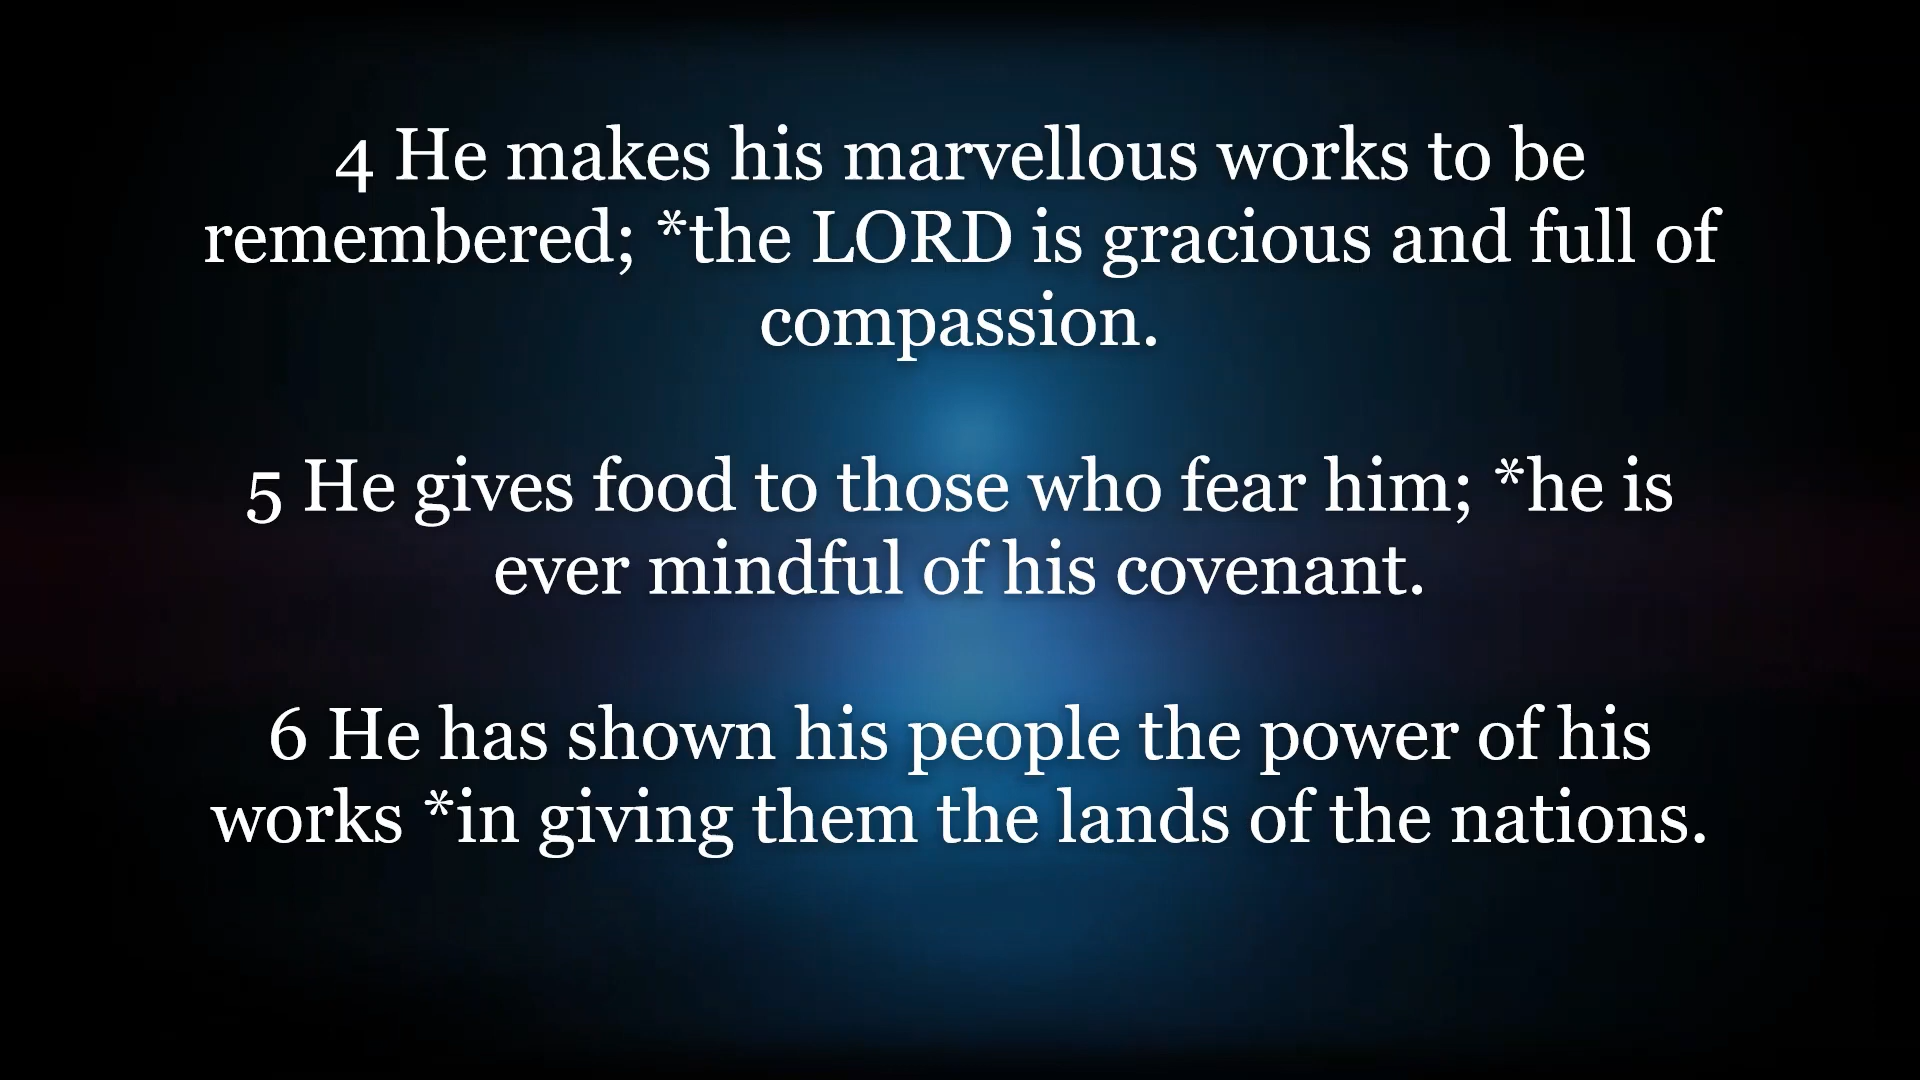 4 He makes his marvellous works to be
remembered; *the LORD is gracious and full of
compassion.
5 He gives food to those who fear him; *he is
ever mindful of his covenant.
6 He has shown his people the power of his
works *in giving them the lands of the nations.